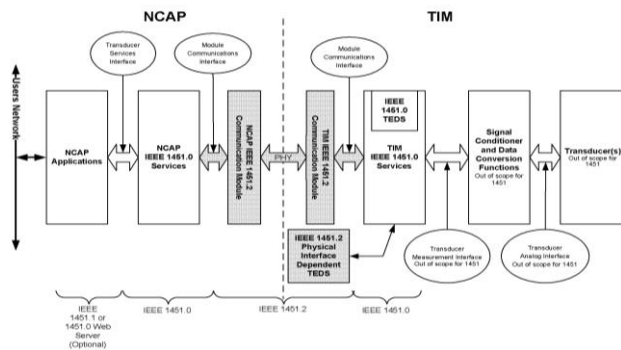 NCAP
TIM
Transducer
Services
Interface
Module
Communications
Interface
Module
Communications
Interface
Users Network
NCAP
Applications
NCAP
IEEE 1451.0
Services
NCAP IEEE 1451.2
Communication Module
PHY
TIM IEEE 1451.2
Communication Module
IEEE
1451.0
TEDS
TIM
IEEE 1451.0
Services
Signal
Conditioner
and Data
Conversion
Functions
Out of scope for
1451
Transducer(s)
Out of scope for
1451
IEEE 1451.2
Physical
Interface
Dependent
TEDS
Transducer
Measurement Interface
Out of scope for 1451
Transducer
Analog Interface
Out of scope for 1451
IEEE
1451.1 or
1451.0 Web
Server
(Optional)
IEEE 1451.0
IEEE 1451.2
IEEE 1451.0